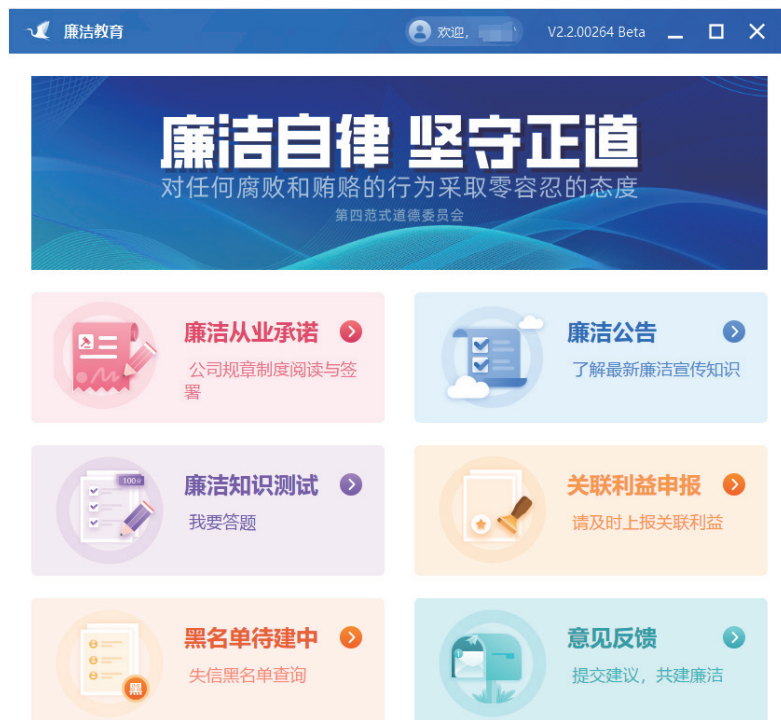 廉洁教育
欢迎，
V2.2.00264 Beta
廉洁自律 坚守正道
对任何腐败和贿赂的行为采取零容忍的态度
第四范式道德委员会
廉洁从业承诺
公司规章制度阅读与签
署
廉洁公告
了解最新廉洁宣传知识
100分
廉洁知识测试
我要答题
关联利益申报
请及时上报关联利益
黑名单待建中
失信黑名单查询
黑
意见反馈
提交建议，共建廉洁